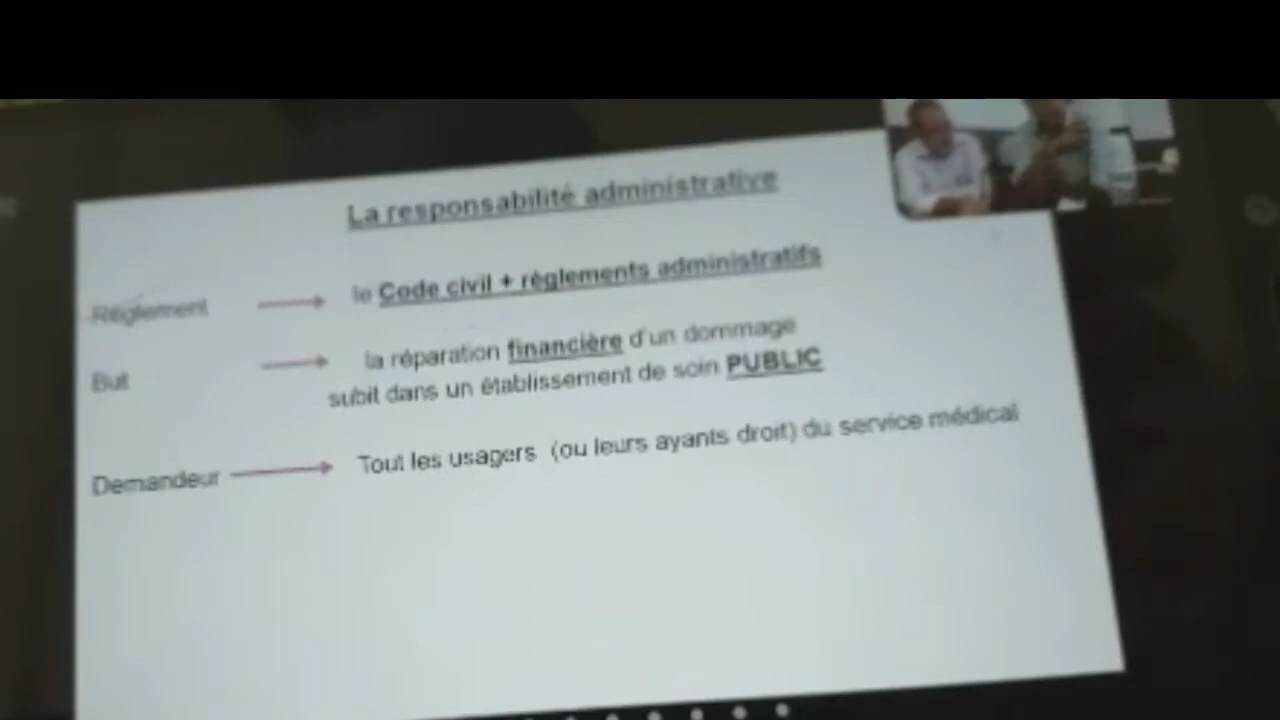 La responsabilité administrative
-Règlement → le Code civil + règlements administratifs
But → la réparation financière d'un dommage
subit dans un établissement de soin PUBLIC
Demandeur → Tout les usagers (ou leurs ayants droit) du service médical